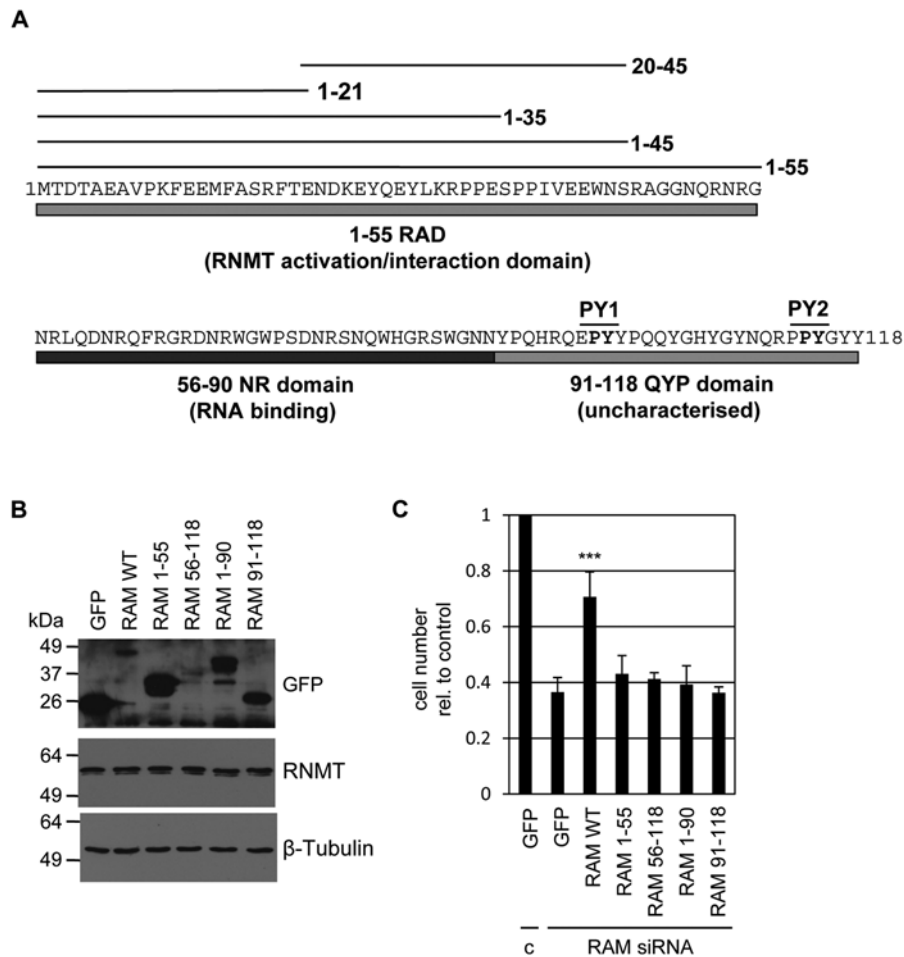 A
20-45
1-21
1-35
1-45
1-55
1MTDTAEAVPKFEEMFASRFTENDKEYQEYLKRPPESPPIVEEWNSRAGGNQRNRG
1-55 RAD
(RNMT activation/interaction domain)
PY1 PY2
NRLQDNRQFRGRDNRWGWPSDNRSNQWHGRSWGNNYPQHRQEPYYPQQYGHYGYNQRPPYGYY118
56-90 NR domain
(RNA binding)
91-118 QYP domain
(uncharacterised)
B
GFP
RAM WT
RAM 1-55
RAM 56-118
RAM 1-90
RAM 91-118
kDa
49
37
26
GFP
64
49
RNMT
64
49
β-Tubulin
C
cell number
rel. to control
1
0.8
0.6
0.4
0.2
0
***
GFP
GFP
RAM WT
RAM 1-55
RAM 56-118
RAM 1-90
RAM 91-118
c
RAM siRNA